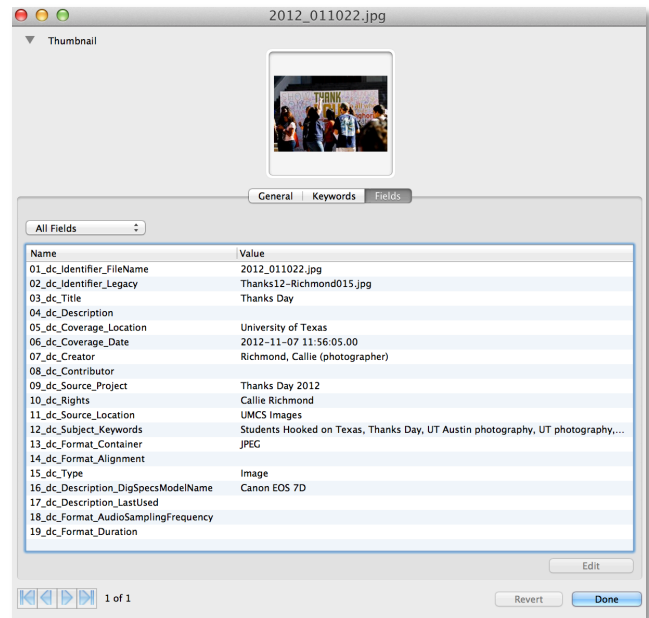 2012_011022.jpg
Thumbnail
THANK
General Keywords Fields
All Fields
Name Value
01_dc_Identifier_FileName 2012_011022.jpg
02_dc_Identifier_Legacy Thanks12-Richmond015.jpg
03_dc_Title Thanks Day
04_dc_Description
05_dc_Coverage_Location University of Texas
06_dc_Coverage_Date 2012-11-07 11:56:05.00
07_dc_Creator Richmond, Callie (photographer)
08_dc_Contributor
09_dc_Source_Project Thanks Day 2012
10_dc_Rights Callie Richmond
11_dc_Source_Location UMCS Images
12_dc_Subject_Keywords Students Hooked on Texas, Thanks Day, UT Austin photography, UT photography,...
13_dc_Format_Container JPEG
14_dc_Format_Alignment
15_dc_Type Image
16_dc_Description_DigSpecsModelName Canon EOS 7D
17_dc_Description_LastUsed
18_dc_Format_AudioSamplingFrequency
19_dc_Format_Duration
Edit
1 of 1 Revert Done